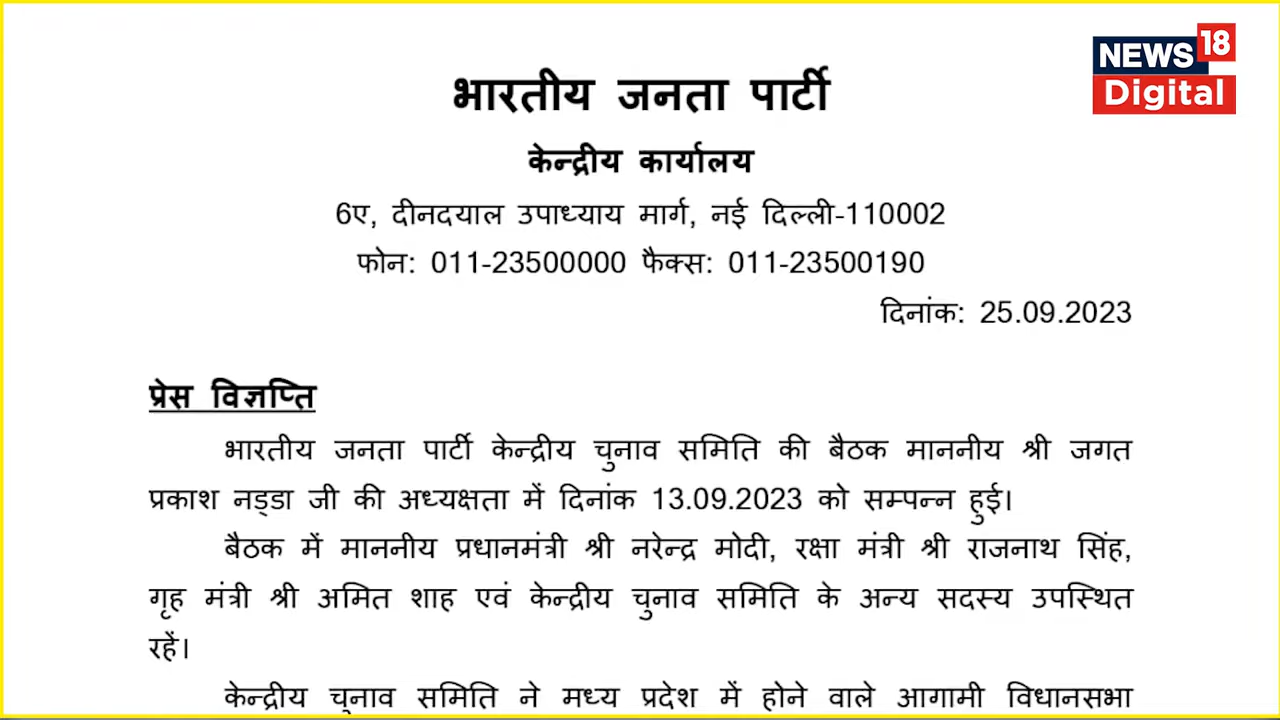 NEWS 18
Digital
भारतीय जनता पार्टी
केन्द्रीय कार्यालय
6ए, दीनदयाल उपाध्याय मार्ग, नई दिल्ली-110002
फोन: 011-23500000 फैक्स: 011-23500190
दिनांक: 25.09.2023
प्रेस विज्ञप्ति
भारतीय जनता पार्टी केन्द्रीय चुनाव समिति की बैठक माननीय श्री जगत
प्रकाश नड्डा जी की अध्यक्षता में दिनांक 13.09.2023 को सम्पन्न हुई।
बैठक में माननीय प्रधानमंत्री श्री नरेन्द्र मोदी, रक्षा मंत्री श्री राजनाथ सिंह,
गृह मंत्री श्री अमित शाह एवं केन्द्रीय चुनाव समिति के अन्य सदस्य उपस्थित
रहें।
केन्द्रीय चुनाव समिति ने मध्य प्रदेश में होने वाले आगामी विधानसभा